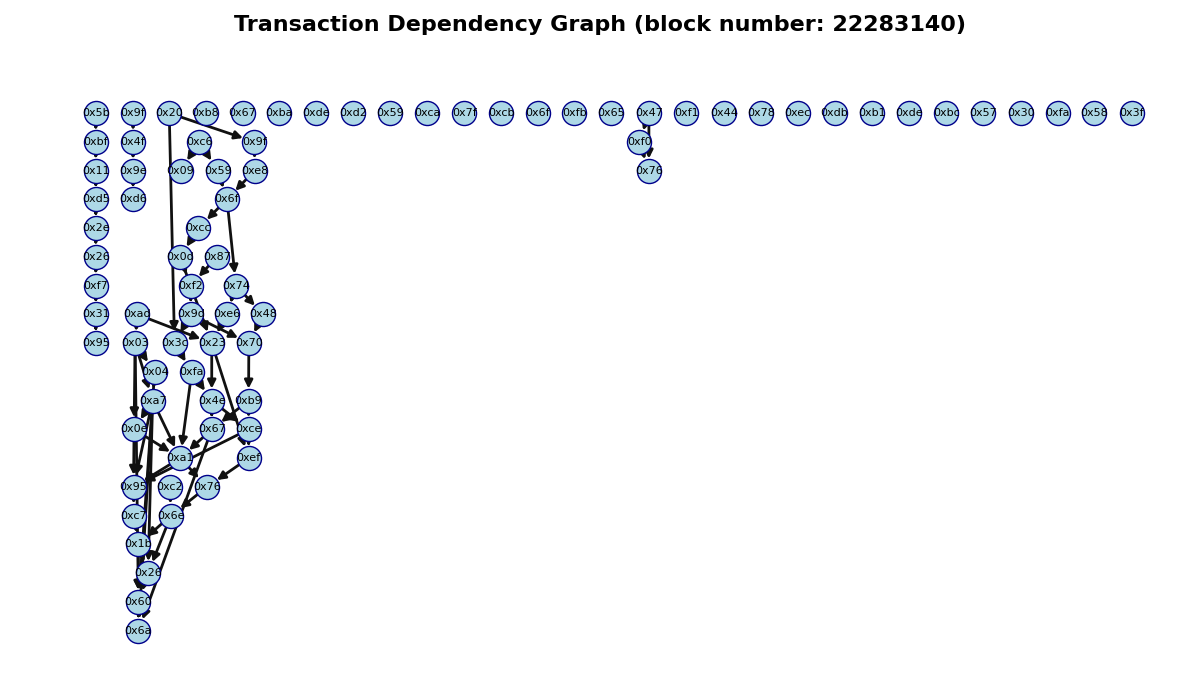 Transaction Dependency Graph (block number: 22283140)
0x5b 0x9f 0x20 0xb8 0x67 0xba 0xde 0xd2 0x59 0xca 0x7f 0xcb 0x6f 0xfb 0x65 0x47 0xf1 0x44 0x78 0xec 0xdb 0xb1 0xde 0xbc 0x57 0x30 0xfa 0x58 0x3f
0xbf 0x4f 0xc6 0x9f 0xf0
0x11 0x9e 0x09 0x59 0xe8 0x76
0xd5 0xd6 0x6f
0x2e 0xcc
0x26 0x0d 0x87
0xf7 0xf2 0x74
0x31 0xad 0x9d 0xe6 0x48
0x95 0x03 0x3c 0x23 0x70
0x04 0xfa
0xa7 0x4e 0xb9
0x0e 0x67 0xce
0xa1 0xef
0x95 0xc2 0x76
0xc7 0x6e
0x1b
0x26
0x60
0x6a